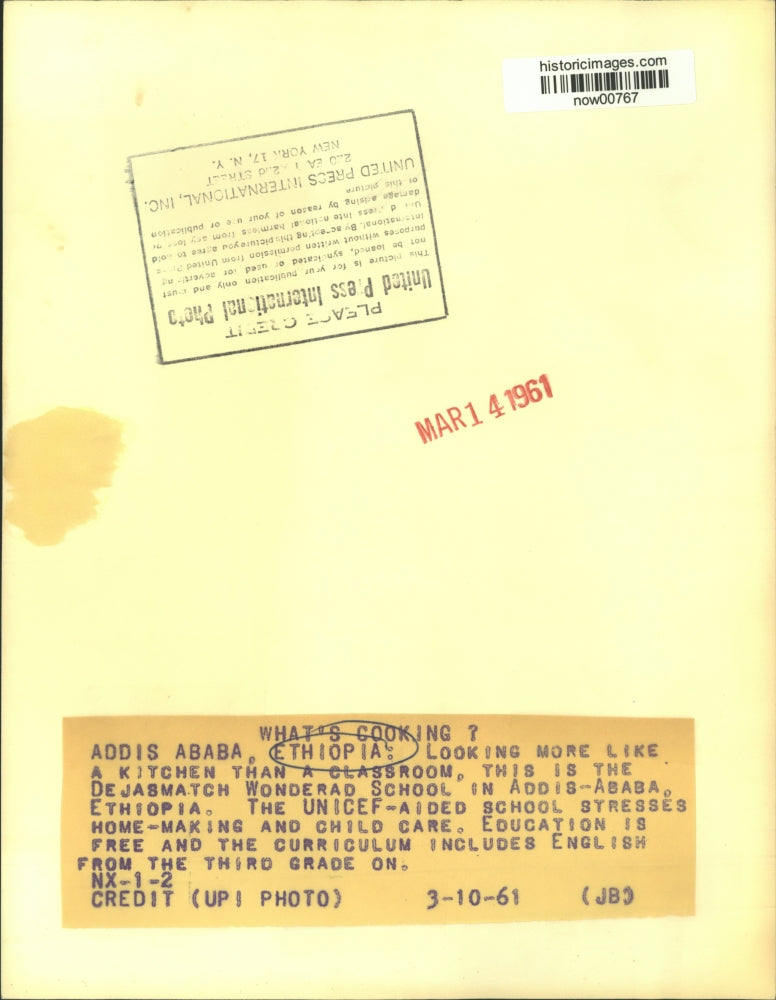 historicimages.com
now00767
PLEASE CREDIT
United Press International Photo
This picture is for your publication only and must
not be loaned, syndicated or used for advertising
purposes without written permission from United Press
International. By accepting this picture you agree to hold
United Press International harmless from any loss or
damage arising by reason of your use or publication
of this picture
UNITED PRESS INTERNATIONAL, INC.
220 EAST 42nd STREET
NEW YORK 17, N. Y.
MAR 14 1961
WHAT'S COOKING ?
ADDIS ABABA, ETHIOPIA: LOOKING MORE LIKE
A KITCHEN THAN A CLASSROOM, THIS IS THE
DEJASMATCH WONDERAD SCHOOL IN ADDIS-ABABA,
ETHIOPIA. THE UNICEF-AIDED SCHOOL STRESSES
HOME-MAKING AND CHILD CARE. EDUCATION IS
FREE AND THE CURRICULUM INCLUDES ENGLISH
FROM THE THIRD GRADE ON.
NX-1-2
CREDIT (UPI PHOTO) 3-10-61 (JB)